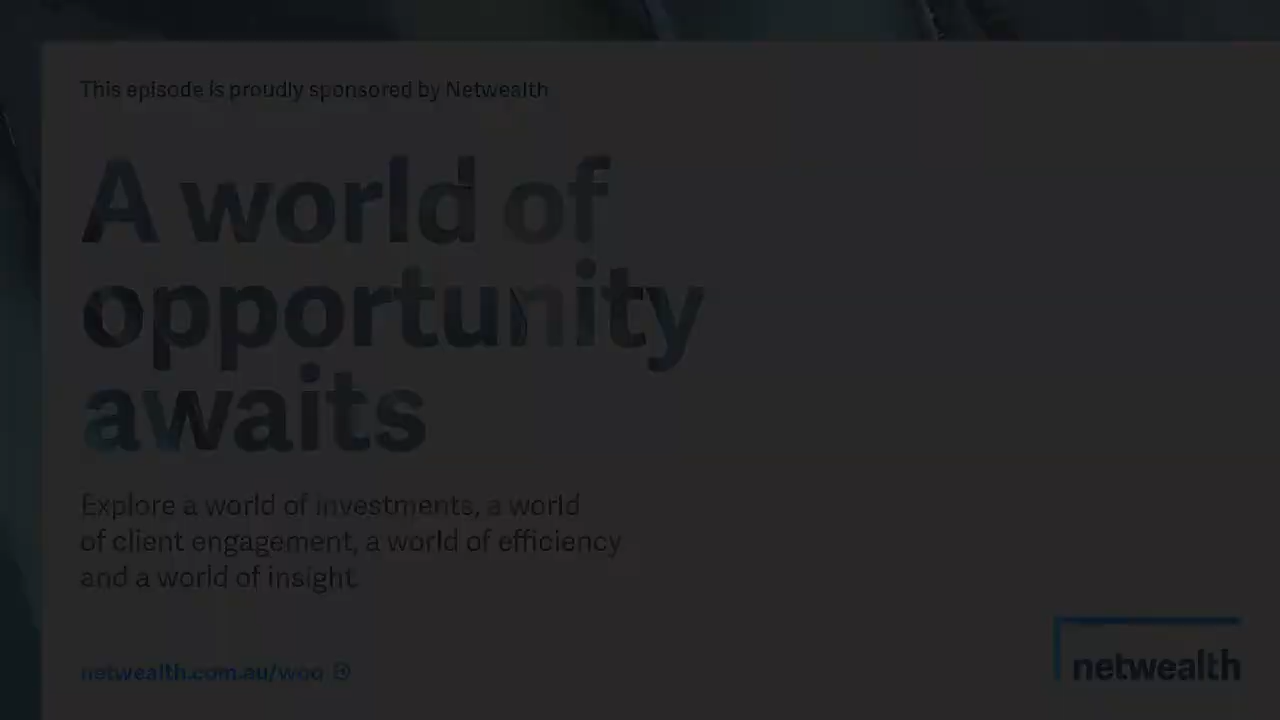 This episode is proudly sponsored by Netwealth
A world of
opportunity
awaits
Explore a world of investments, a world
of client engagement, a world of efficiency
and a world of insight
netwealth.com.au/woo
netwealth